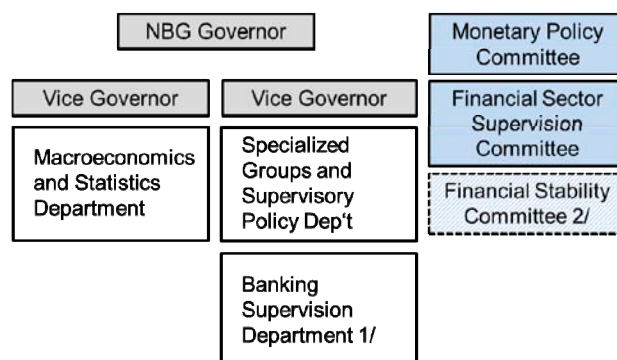 NBG Governor
Vice Governor
Macroeconomics
and Statistics
Department
Vice Governor
Specialized
Groups and
Supervisory
Policy Dep't
Banking
Supervision
Department 1/
Monetary Policy
Committee
Financial Sector
Supervision
Committee
Financial Stability
Committee 2/